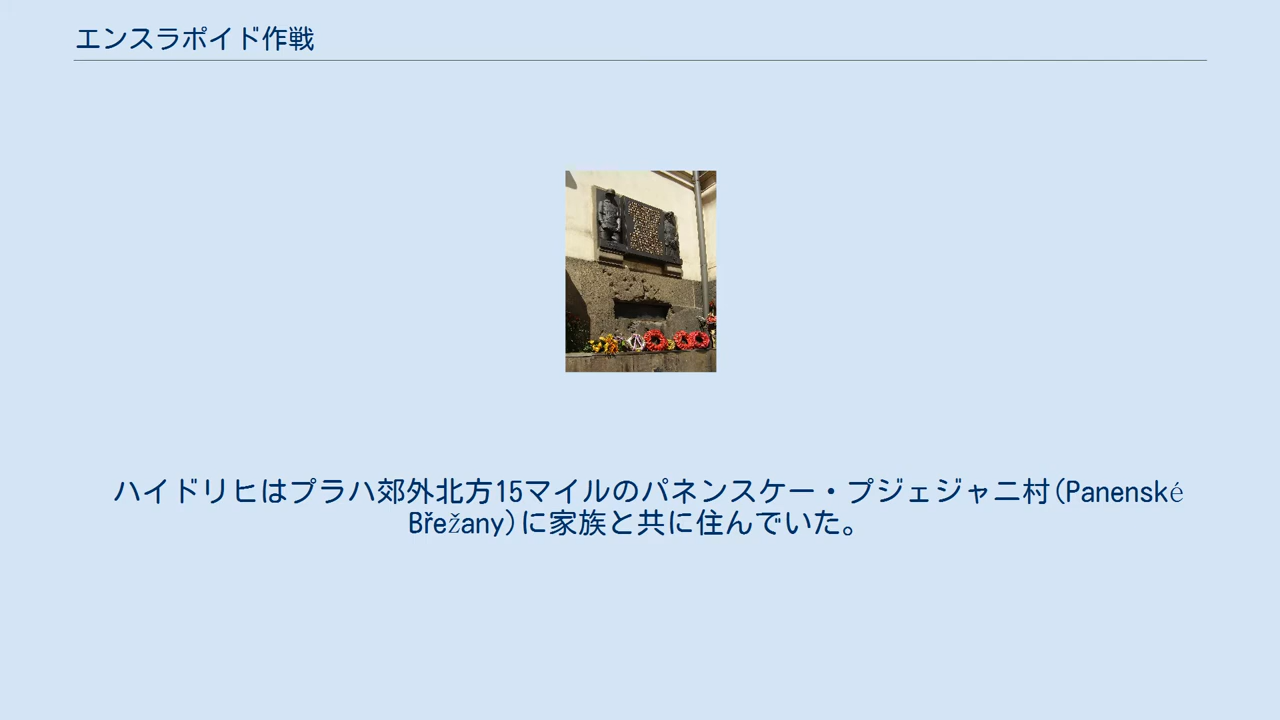 エンスラポイド作戦
ハイドリヒはプラハ郊外北方15マイルのパネンスケー・ブジェジャニ村(Panenské
Břežany)に家族と共に住んでいた。